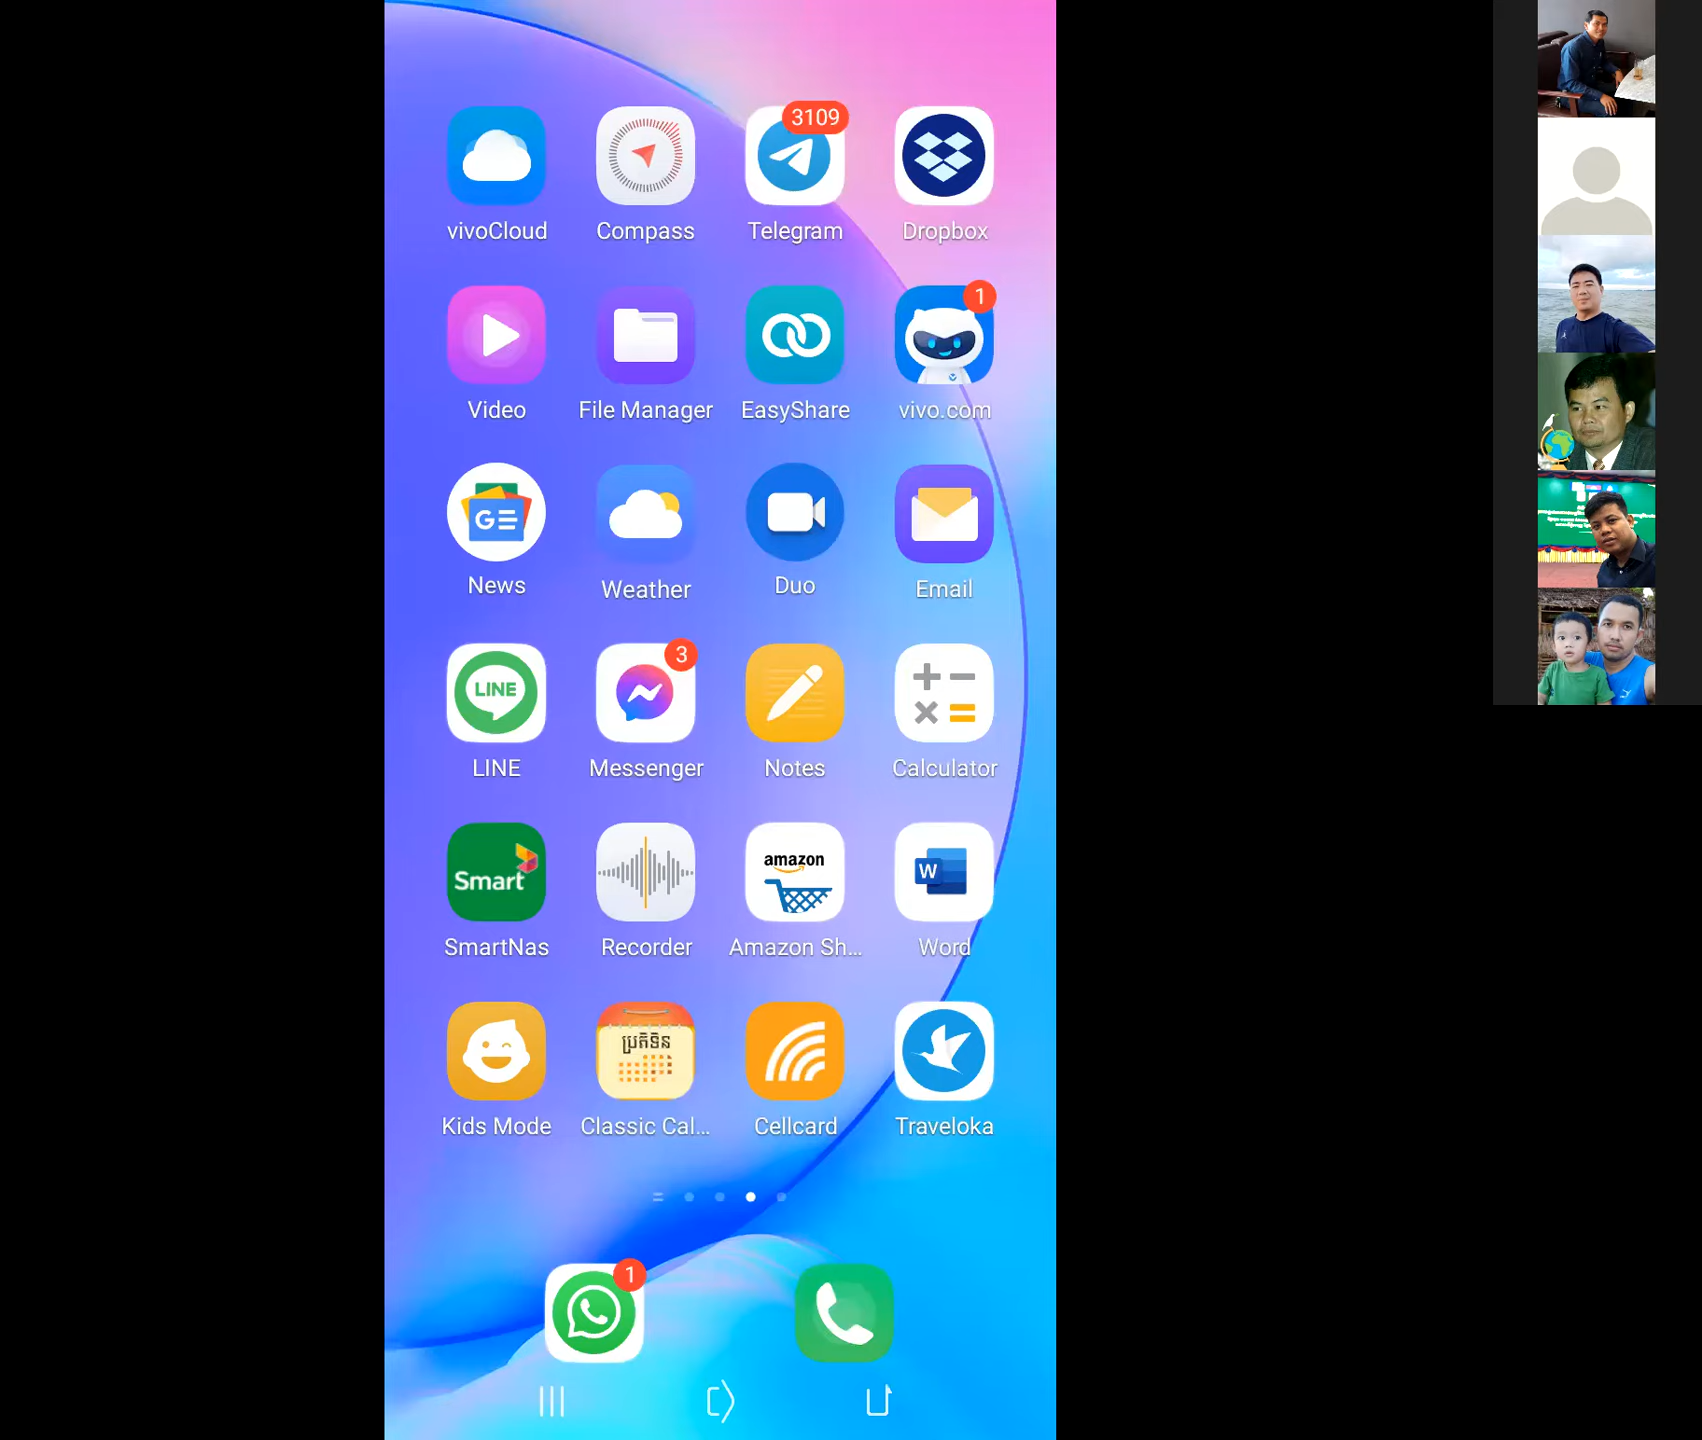 3109
vivoCloud
Compass
Telegram
Dropbox
1
Video
File Manager
EasyShare
vivo.com
GE
News
Weather
Duo
Email
LINE
3
LINE
Messenger
Notes
Calculator
Smart
amazon
W
SmartNas
Recorder
Amazon Sh...
Word
ប្រតិទិន
Kids Mode
Classic Cal...
Cellcard
Traveloka
1